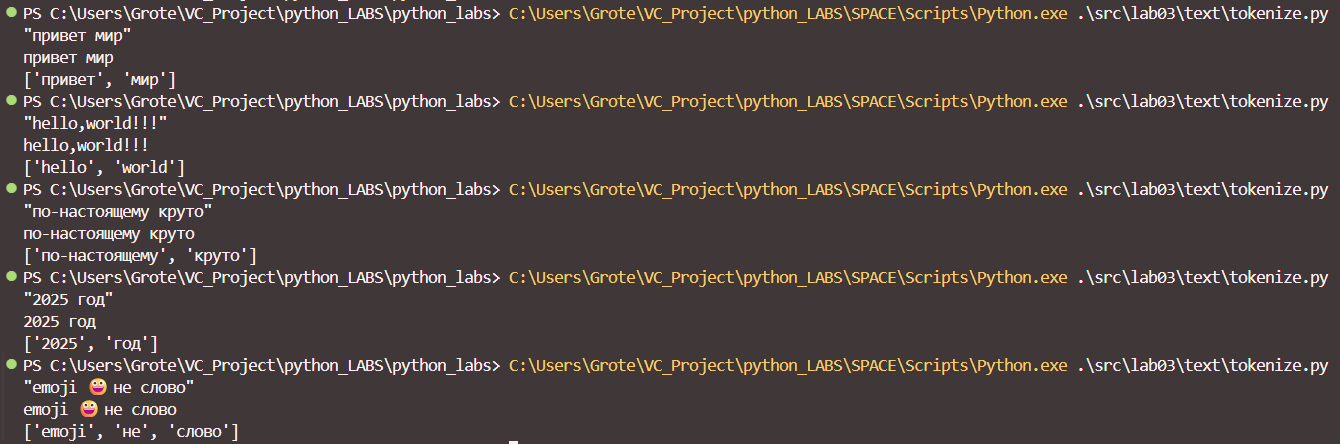 PS C:\Users\Grote\VC_Project\python_LABS\python_labs> C:\Users\Grote\VC_Project\python_LABS\SPACE\Scripts\Python.exe .\src\lab03\text\tokenize.py
"привет мир"
привет мир
['привет', 'мир']
PS C:\Users\Grote\VC_Project\python_LABS\python_labs> C:\Users\Grote\VC_Project\python_LABS\SPACE\Scripts\Python.exe .\src\lab03\text\tokenize.py
"hello,world!!!"
hello,world!!!
['hello', 'world']
PS C:\Users\Grote\VC_Project\python_LABS\python_labs> C:\Users\Grote\VC_Project\python_LABS\SPACE\Scripts\Python.exe .\src\lab03\text\tokenize.py
"по-настоящему круто"
по-настоящему круто
['по-настоящему', 'круто']
PS C:\Users\Grote\VC_Project\python_LABS\python_labs> C:\Users\Grote\VC_Project\python_LABS\SPACE\Scripts\Python.exe .\src\lab03\text\tokenize.py
"2025 год"
2025 год
['2025', 'год']
PS C:\Users\Grote\VC_Project\python_LABS\python_labs> C:\Users\Grote\VC_Project\python_LABS\SPACE\Scripts\Python.exe .\src\lab03\text\tokenize.py
"emoji 😀 не слово"
emoji 😀 не слово
['emoji', 'не', 'слово']